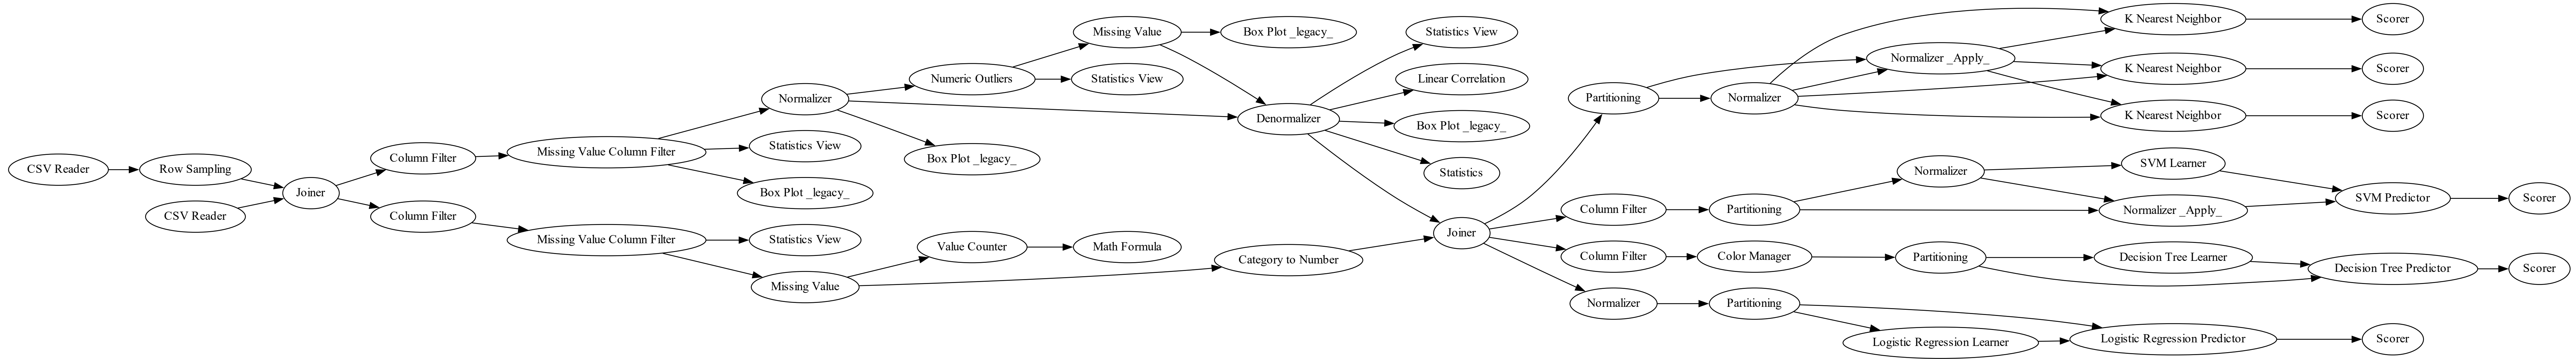 CSV Reader
Row Sampling
CSV Reader
Joiner
Column Filter
Column Filter
Missing Value Column Filter
Missing Value Column Filter
Normalizer
Statistics View
Box Plot _legacy_
Statistics View
Missing Value
Numeric Outliers
Box Plot _legacy_
Value Counter
Missing Value
Statistics View
Math Formula
Box Plot _legacy_
Denormalizer
Category to Number
Statistics View
Linear Correlation
Box Plot _legacy_
Statistics
Joiner
Partitioning
Column Filter
Column Filter
Normalizer
Normalizer
Partitioning
Color Manager
Partitioning
Normalizer _Apply_
Normalizer
Partitioning
Logistic Regression Learner
K Nearest Neighbor
K Nearest Neighbor
K Nearest Neighbor
SVM Learner
Normalizer _Apply_
Decision Tree Learner
Logistic Regression Predictor
Scorer
Scorer
Scorer
SVM Predictor
Decision Tree Predictor
Scorer
Scorer
Scorer